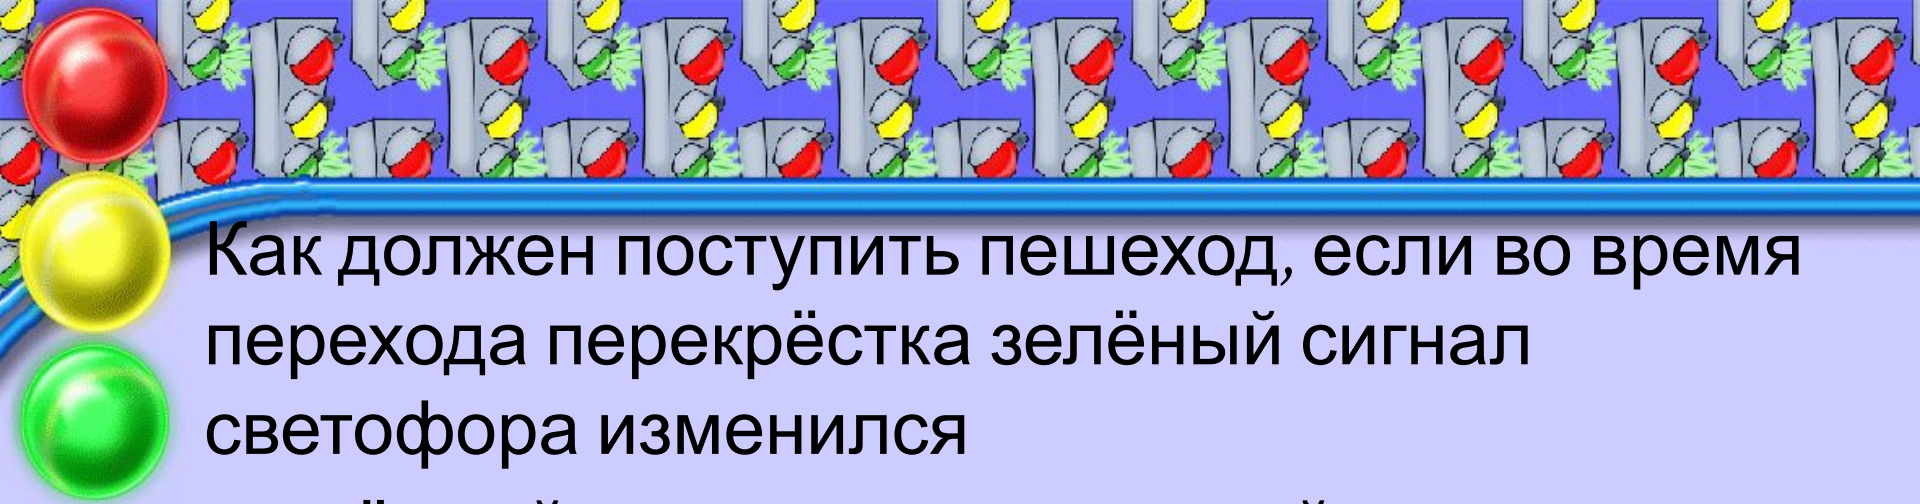 Как должен поступить пешеход, если во время
перехода перекрёстка зелёный сигнал
светофора изменился